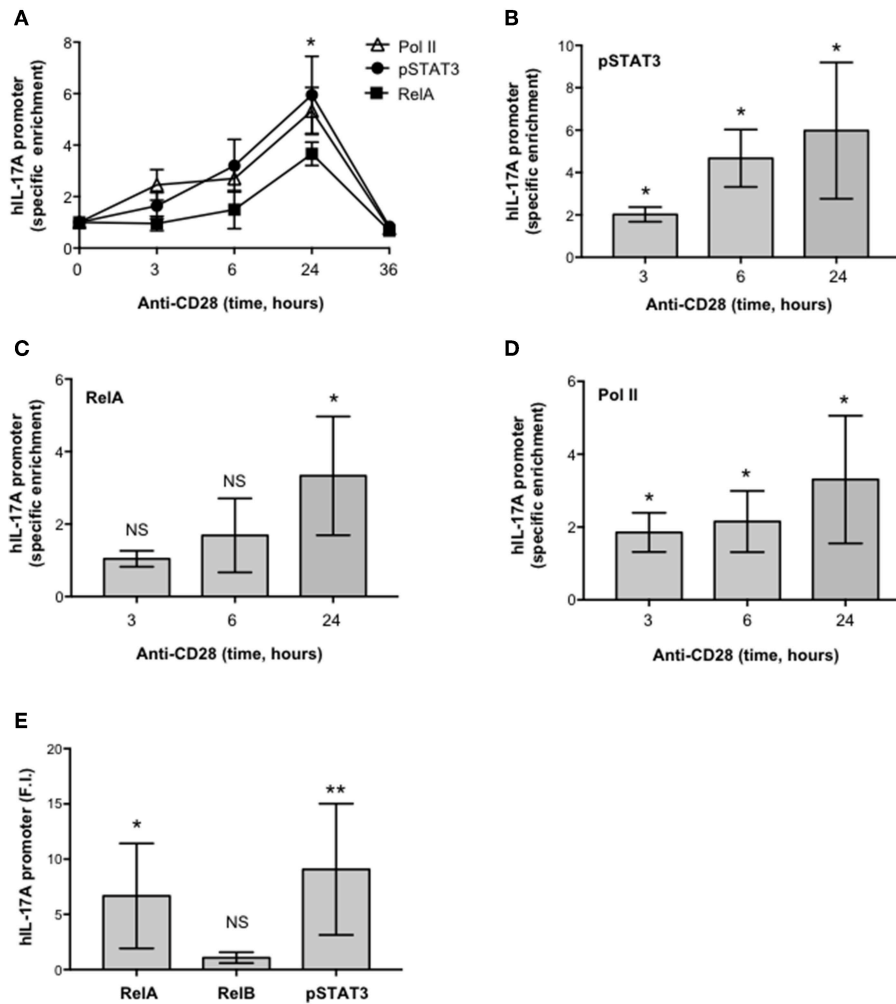 A
8
6
4
2
0
hIL-17A promoter
(specific enrichment)
*
Pol II
pSTAT3
RelA
0 3 6 24 36
Anti-CD28 (time, hours)
B
10
8
6
4
2
0
hIL-17A promoter
(specific enrichment)
pSTAT3
* * *
3 6 24
Anti-CD28 (time, hours)
C
6
4
2
0
hIL-17A promoter
(specific enrichment)
RelA
NS NS *
3 6 24
Anti-CD28 (time, hours)
D
6
4
2
0
hIL-17A promoter
(specific enrichment)
Pol II
* * *
3 6 24
Anti-CD28 (time, hours)
E
20
15
10
5
0
hIL-17A promoter (F.I.)
* NS **
RelA RelB pSTAT3